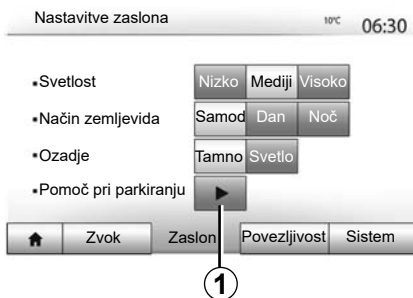 Nastavitve zaslona 10°C 06:30
▪Svetlost Nizko Mediji Visoko
▪Način zemljevida Samod Dan Noč
▪Ozadje Tamno Svetlo
▪Pomoč pri parkiranju
Zvok Zaslon Povezljivost Sistem
1